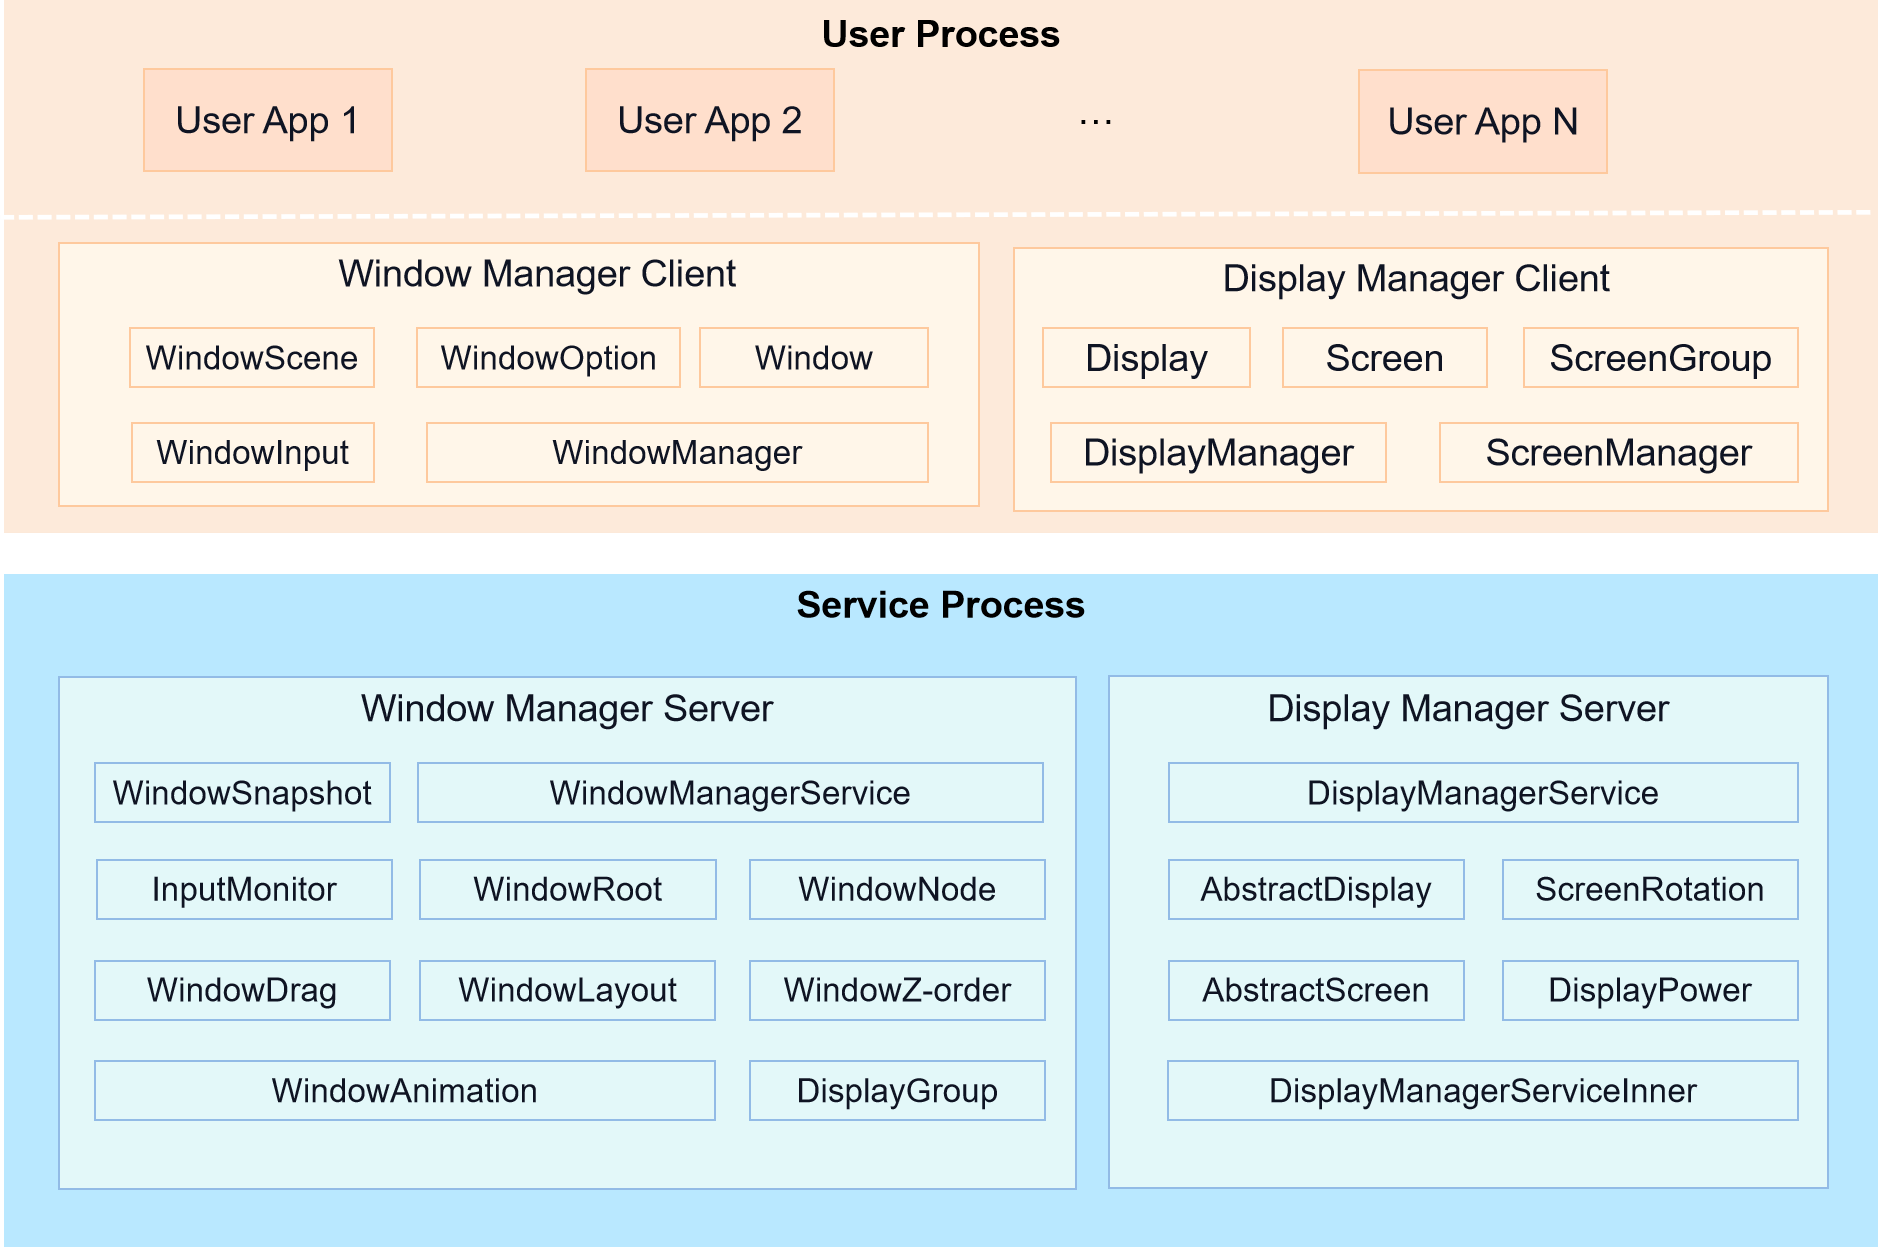 User Process
User App 1
User App 2
...
User App N
Window Manager Client
WindowScene
WindowOption
Window
WindowInput
WindowManager
Display Manager Client
Display
Screen
ScreenGroup
DisplayManager
ScreenManager
Service Process
Window Manager Server
WindowSnapshot
WindowManagerService
InputMonitor
WindowRoot
WindowNode
WindowDrag
WindowLayout
WindowZ-order
WindowAnimation
DisplayGroup
Display Manager Server
DisplayManagerService
AbstractDisplay
ScreenRotation
AbstractScreen
DisplayPower
DisplayManagerServiceInner